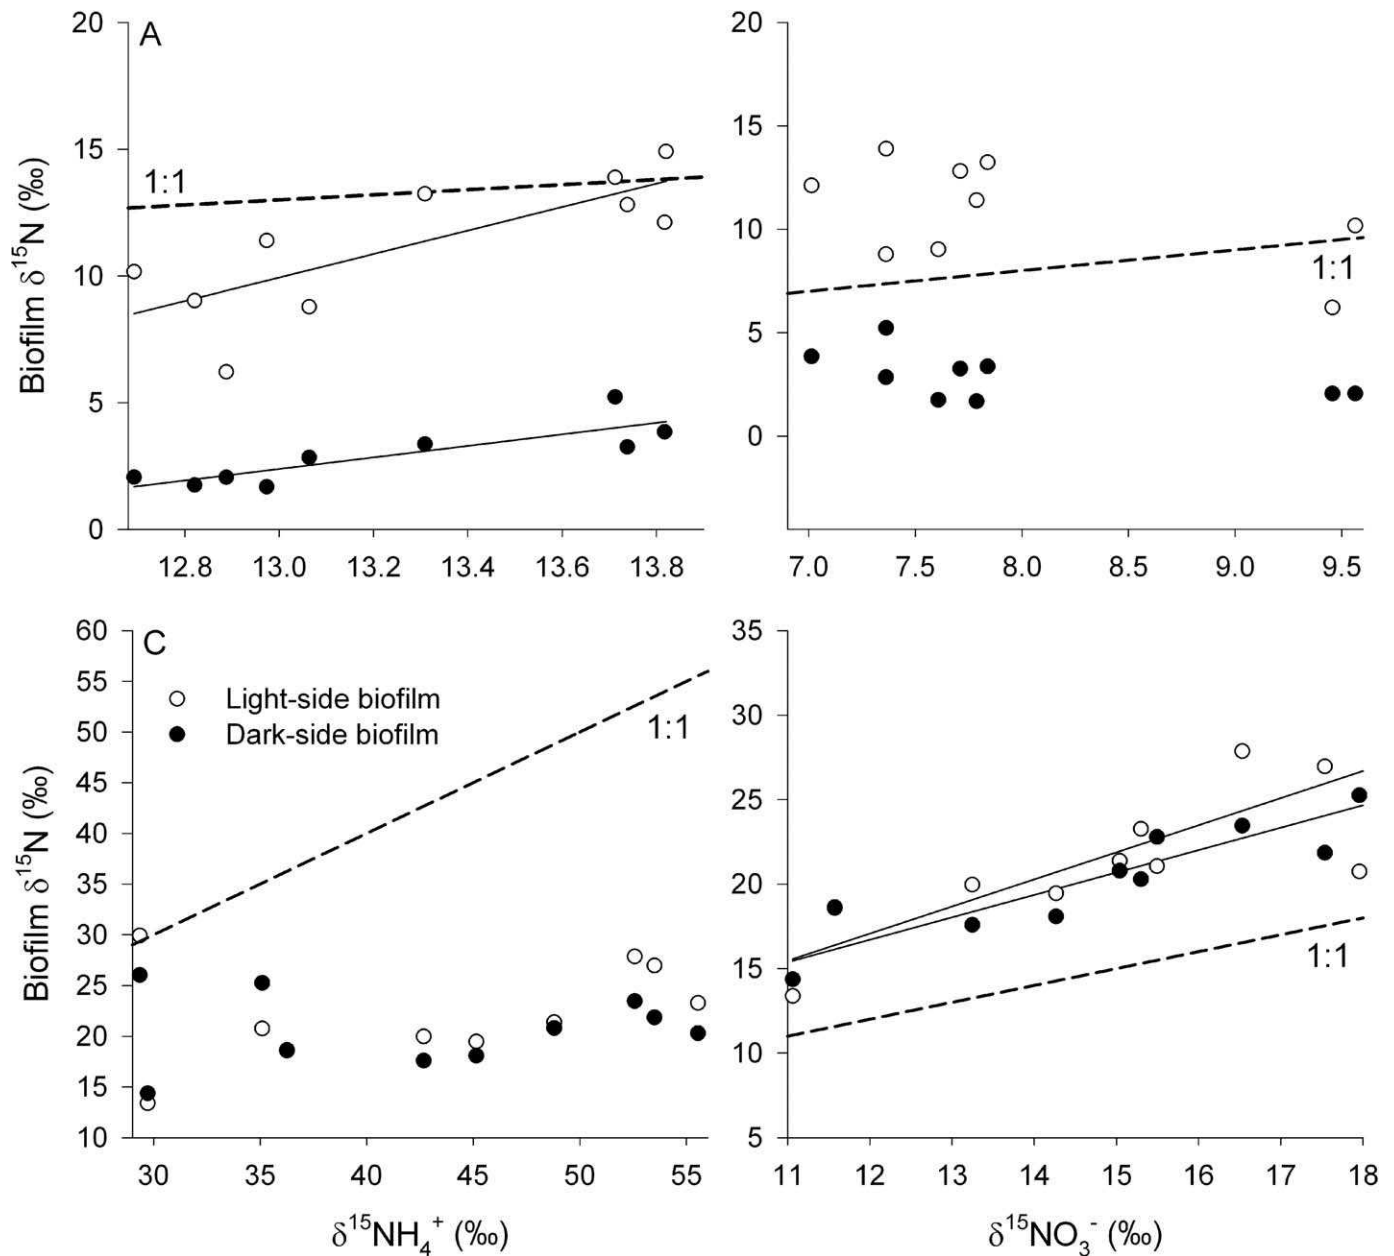 A
20
15
10
5
0
1:1
Biofilm δ¹⁵N (‰)
12.8 13.0 13.2 13.4 13.6 13.8
20
15
10
5
0
1:1
7.0 7.5 8.0 8.5 9.0 9.5
C
60
55
50
45
40
35
30
25
20
15
10
Light-side biofilm
Dark-side biofilm
1:1
Biofilm δ¹⁵N (‰)
30 35 40 45 50 55
δ¹⁵NH₄⁺ (‰)
35
30
25
20
15
10
5
1:1
11 12 13 14 15 16 17 18
δ¹⁵NO₃⁻ (‰)